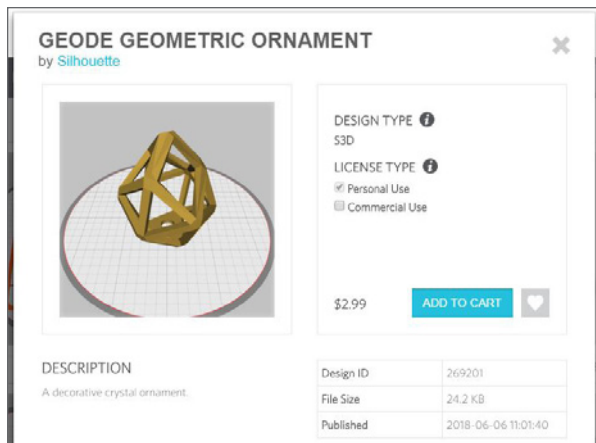 GEODE GEOMETRIC ORNAMENT
by Silhouette
DESIGN TYPE
S3D
LICENSE TYPE
Personal Use
Commercial Use
$2.99
ADD TO CART
DESCRIPTION
A decorative crystal ornament.
Design ID 269201
File Size 24.2 KB
Published 2018-06-06 11:01:40